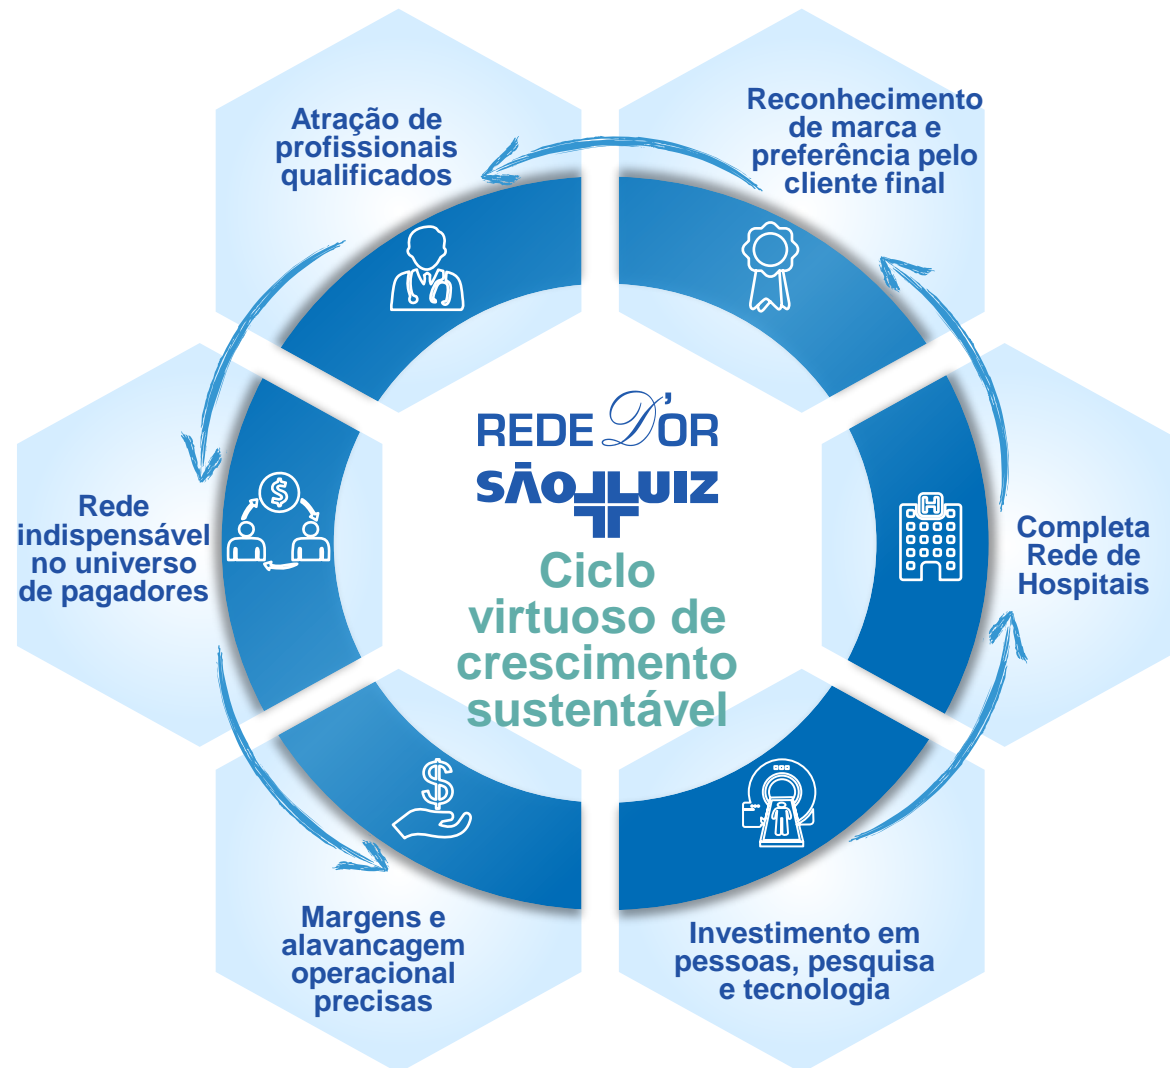 Atração de
profissionais
qualificados
Reconhecimento
de marca e
preferência pelo
cliente final
Rede
indispensável
no universo
de pagadores
$
REDE D'OR
SÃO LUIZ
Ciclo
virtuoso de
crescimento
sustentável
H
Completa
Rede de
Hospitais
$
Margens e
alavancagem
operacional
precisas
Investimento em
pessoas, pesquisa
e tecnologia